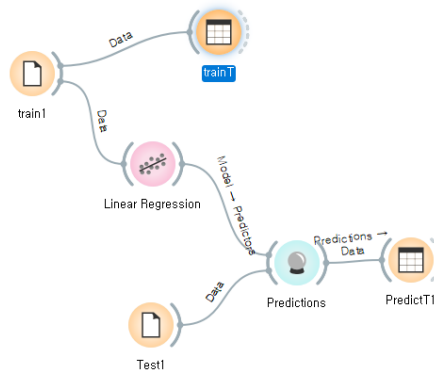 Data
trainT
train1
Data
Linear Regression
Model → Predictors
Predictions →
Data
Predictions
PredictT1
Data
Test1